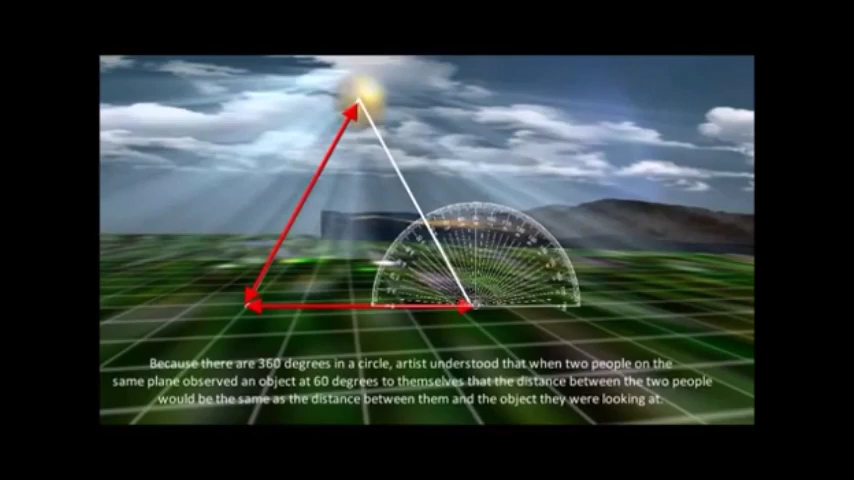 Because there are 360 degrees in a circle, artist understood that when two people on the
same plane observed an object at 60 degrees to themselves that the distance between the two people
would be the same as the distance between them and the object they were looking at.